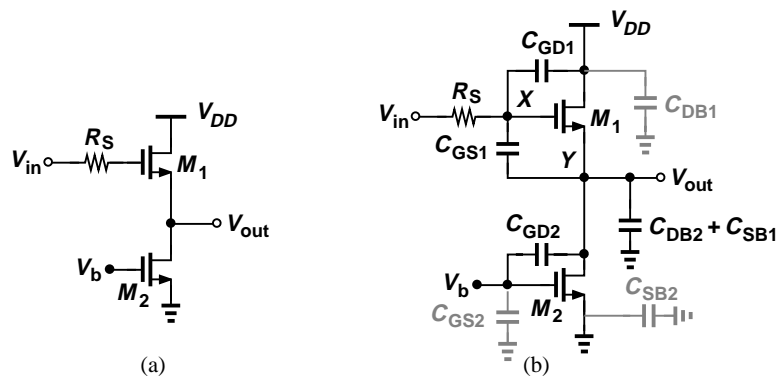 V_DD
R_S
V_in
M_1
V_out
V_b
M_2
(a)
V_DD
C_GD1
R_S
X
V_in
M_1
C_DB1
C_GS1
Y
V_out
C_GD2
C_DB2 + C_SB1
V_b
M_2
C_SB2
C_GS2
(b)